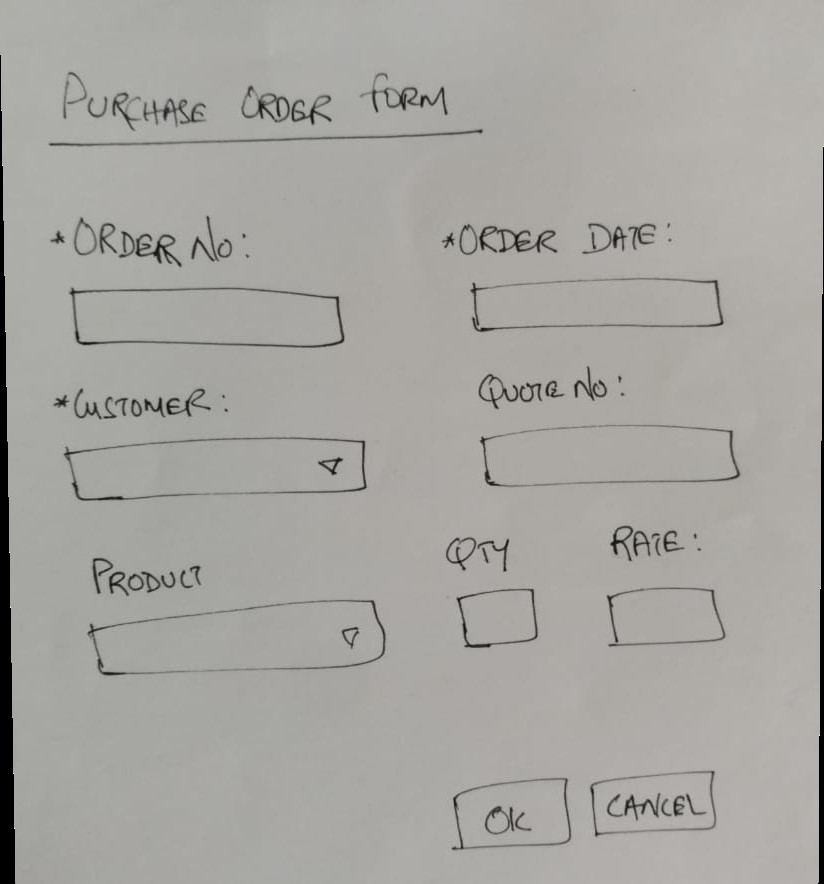 PURCHASE ORDER FORM
*ORDER No:
*ORDER DATE:
*CUSTOMER:
QUOTE No:
PRODUCT
QTY
RATE:
OK
CANCEL